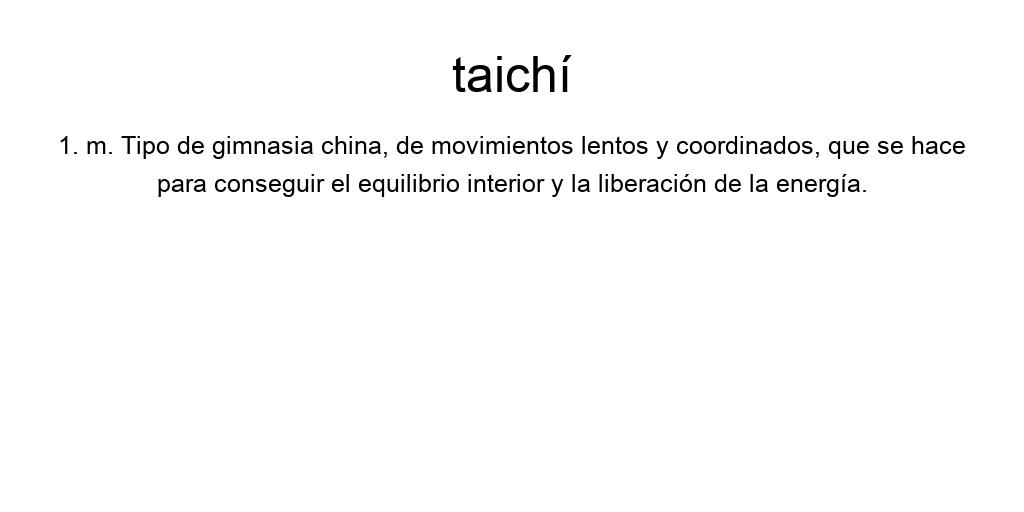 taichí
1. m. Tipo de gimnasia china, de movimientos lentos y coordinados, que se hace
para conseguir el equilibrio interior y la liberación de la energía.